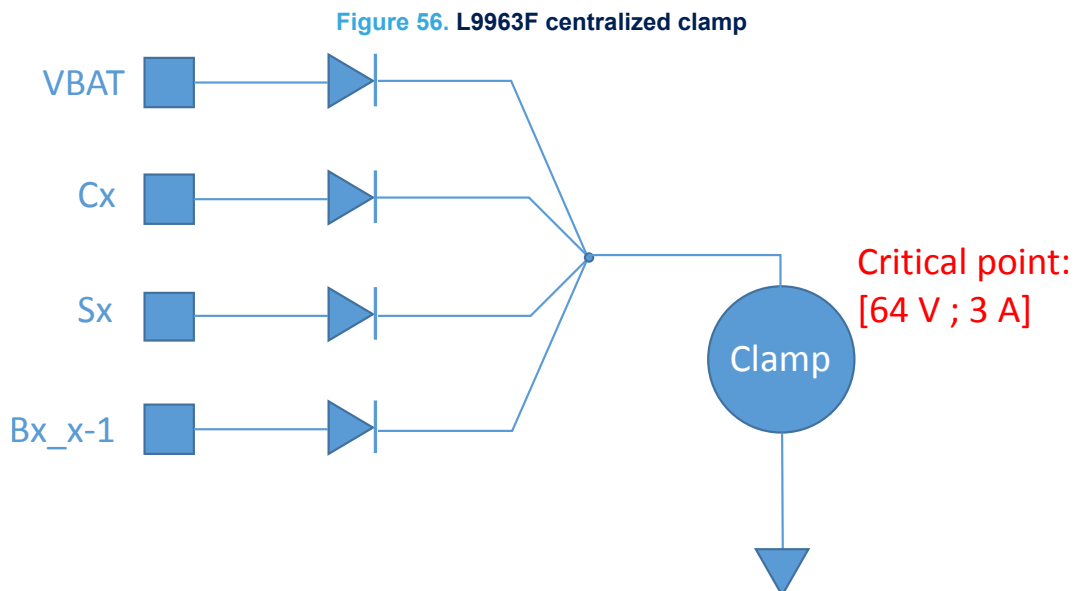 Figure 56. L9963F centralized clamp
VBAT
Cx
Sx
Bx_x-1
Critical point:
[64 V ; 3 A]
Clamp